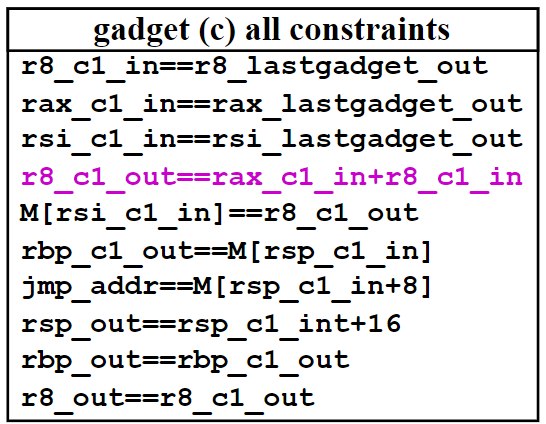 gadget (c) all constraints
r8_c1_in==r8_lastgadget_out
rax_c1_in==rax_lastgadget_out
rsi_c1_in==rsi_lastgadget_out
r8_c1_out==rax_c1_in+r8_c1_in
M[rsi_c1_in]==r8_c1_out
rbp_c1_out==M[rsp_c1_in]
jmp_addr==M[rsp_c1_in+8]
rsp_out==rsp_c1_int+16
rbp_out==rbp_c1_out
r8_out==r8_c1_out